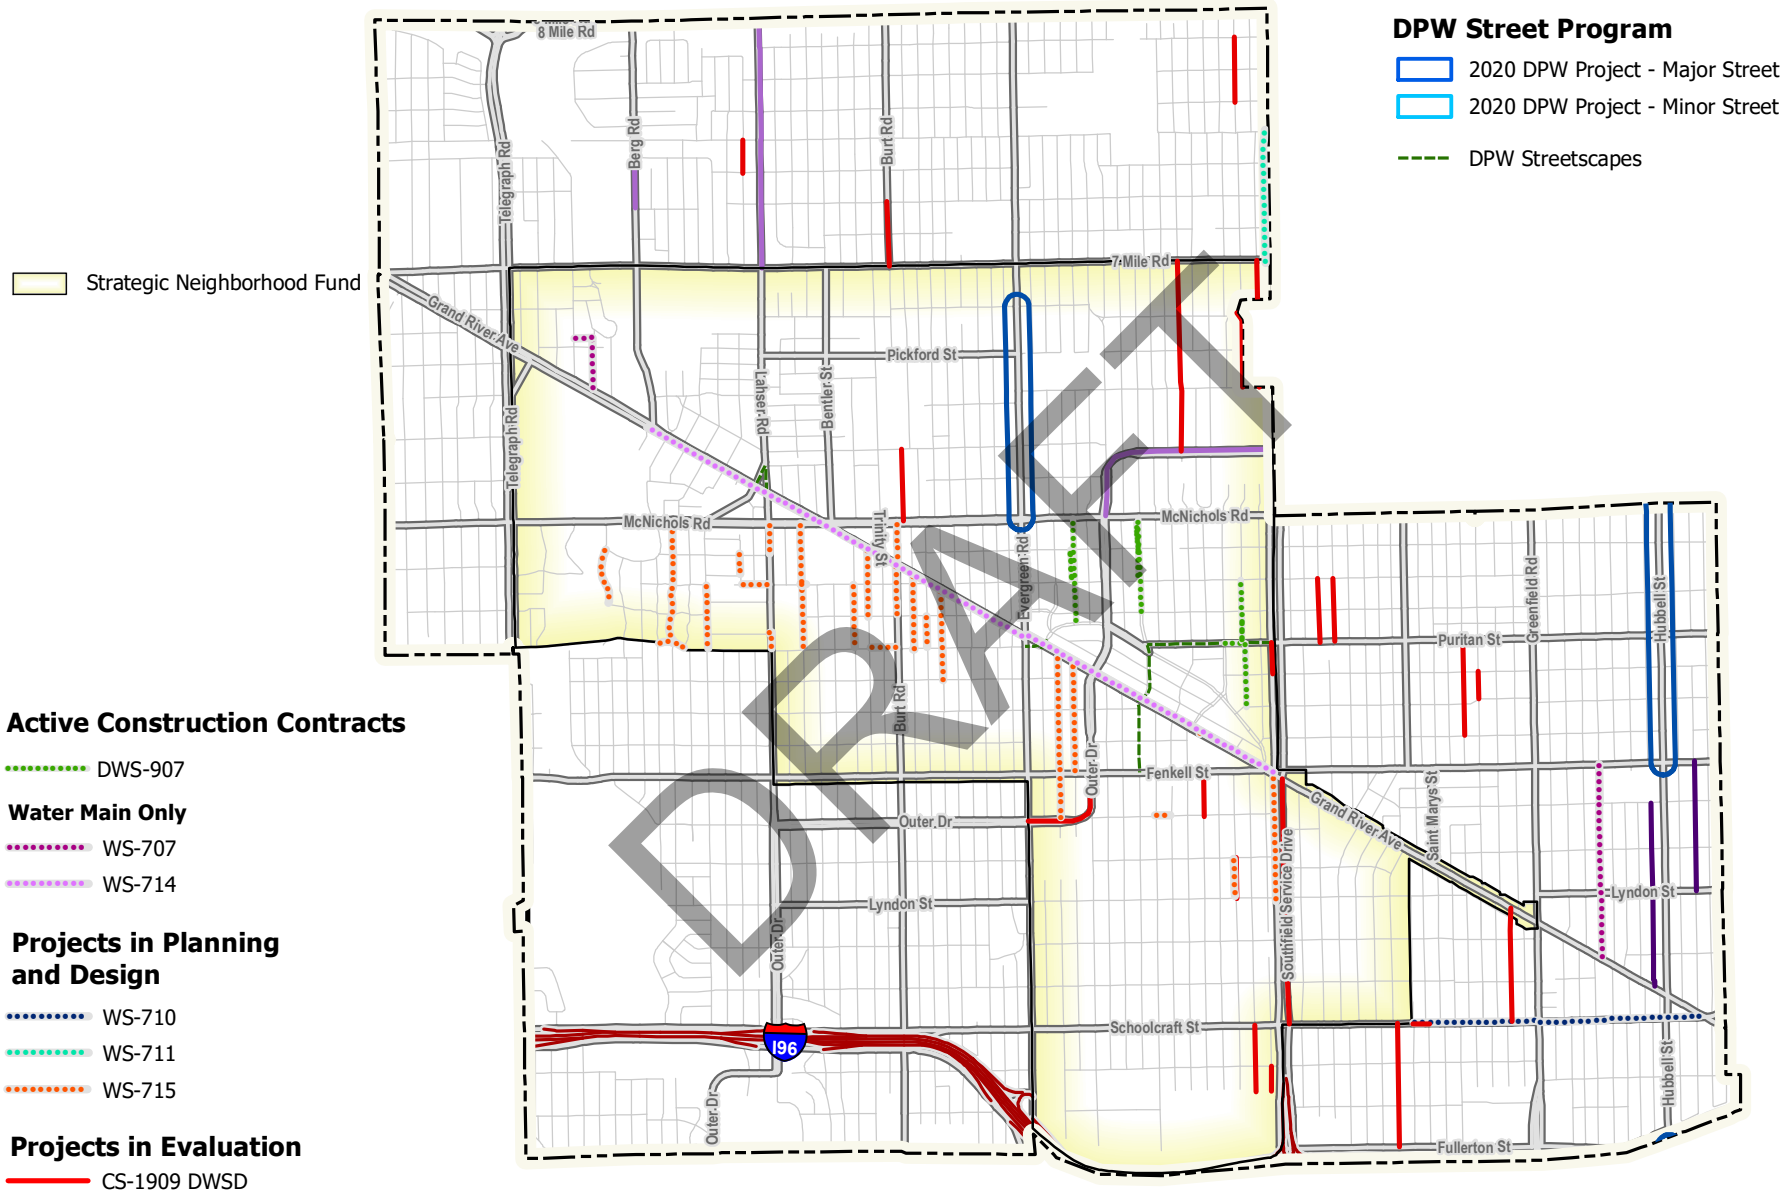 8 Mile Rd
DPW Street Program
2020 DPW Project - Major Street
2020 DPW Project - Minor Street
DPW Streetscapes
Telegraph Rd
Berg Rd
Burt Rd
7 Mile Rd
Strategic Neighborhood Fund
Grand River Ave
Pickford St
Lahser Rd
Bentler St
Telegraph Rd
McNichols Rd
Trinity St
McNichols Rd
Evergreen Rd
Greenfield Rd
Hubbell St
Puritan St
Burt Rd
DRAFT
Outer Dr
Fenkell St
Outer Dr
Grand River Ave
Saint Marys St
Southfield Service Drive
Lyndon St
Lyndon St
Outer Dr
Schoolcraft St
I96
Outer Dr
Hubbell St
Fullerton St
Active Construction Contracts
DWS-907
Water Main Only
WS-707
WS-714
Projects in Planning
and Design
WS-710
WS-711
WS-715
Projects in Evaluation
CS-1909 DWSD